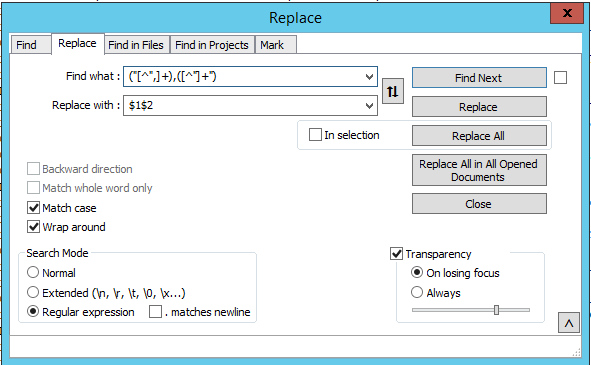 Replace
x
Find
Replace
Find in Files
Find in Projects
Mark
Find what :
("[^",]+),([^"]+")
Find Next
Replace with :
$1$2
Replace
In selection
Replace All
Backward direction
Replace All in All Opened
Documents
Match whole word only
Match case
Close
Wrap around
Search Mode
Transparency
Normal
On losing focus
Extended (\n, \r, \t, \0, \x...)
Always
Regular expression
. matches newline